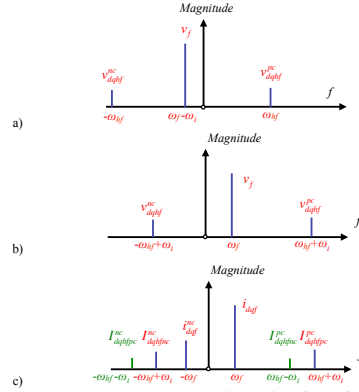 Magnitude
v_f
v_dqhf^nc
v_dqhf^pc
f
-ω_hf
ω_f-ω_i
ω_hf
a)
Magnitude
v_f
v_dqhf^nc
v_dqhf^pc
f
-ω_hf+ω_i
ω_f
ω_hf+ω_i
b)
Magnitude
i_dqf
i_dqf^nc
I_dqhfpc^nc I_dqhfnc^nc
I_dqhfnc^pc I_dqhfpc^pc
f
-ω_hf-ω_i -ω_hf+ω_i -ω_f ω_f ω_hf-ω_i ω_hf+ω_i
c)